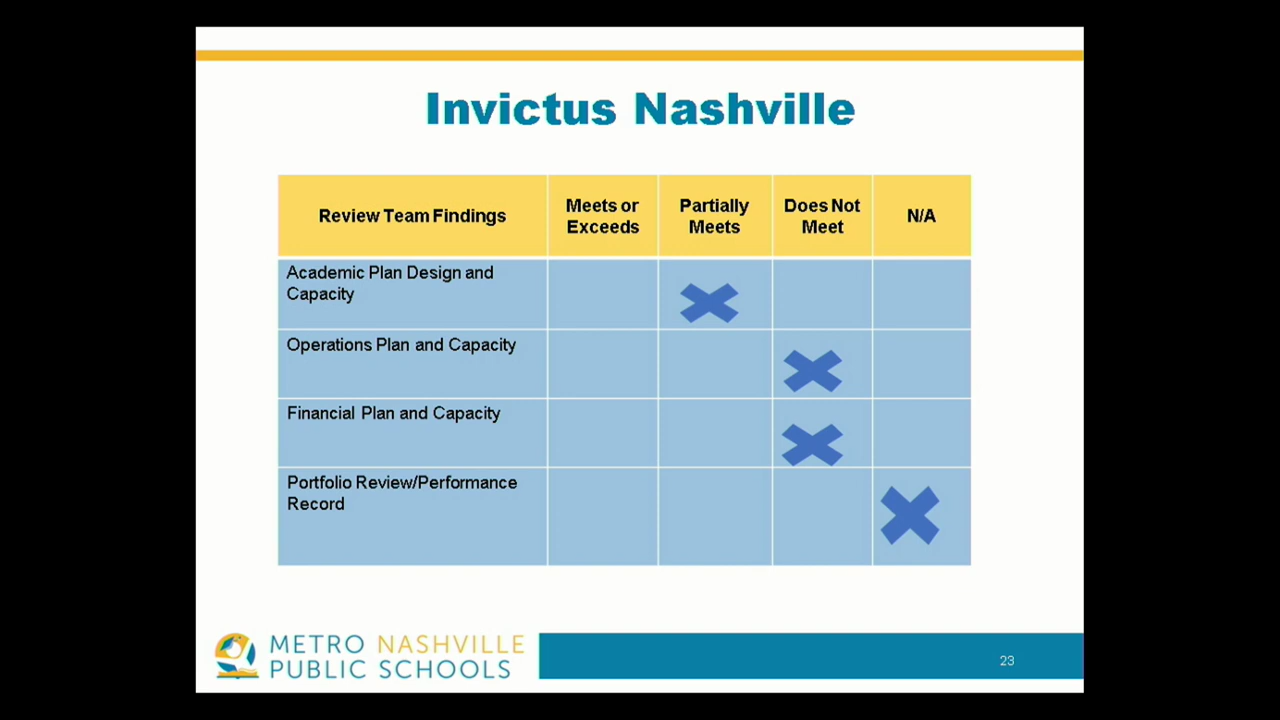 Invictus Nashville
Review Team Findings
Meets or
Exceeds
Partially
Meets
Does Not
Meet
N/A
Academic Plan Design and
Capacity
Operations Plan and Capacity
Financial Plan and Capacity
Portfolio Review/Performance
Record
METRO NASHVILLE
PUBLIC SCHOOLS
23